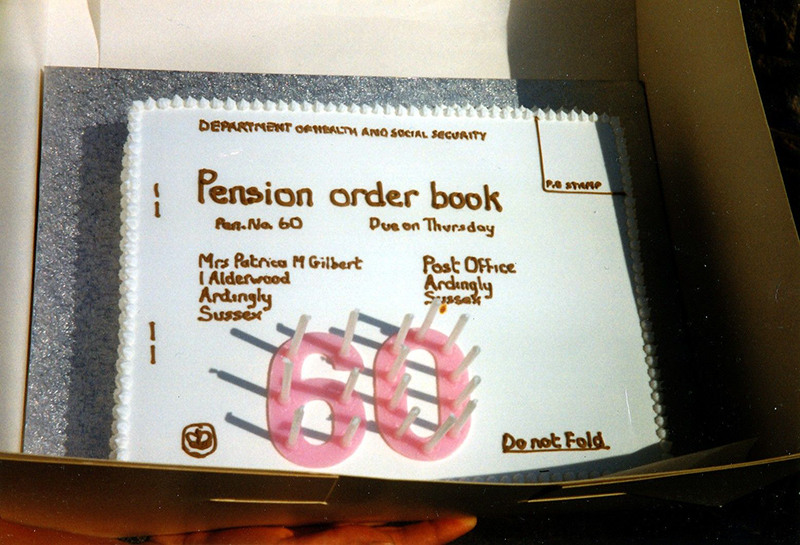 DEPARTMENT OF HEALTH AND SOCIAL SECURITY
P.O STAMP
Pension order book
Pen. No. 60 Due on Thursday
Mrs Patrica M Gilbert
1 Alderwood
Ardingly
Sussex
Post Office
Ardingly
Sussex
60
Do not Fold.